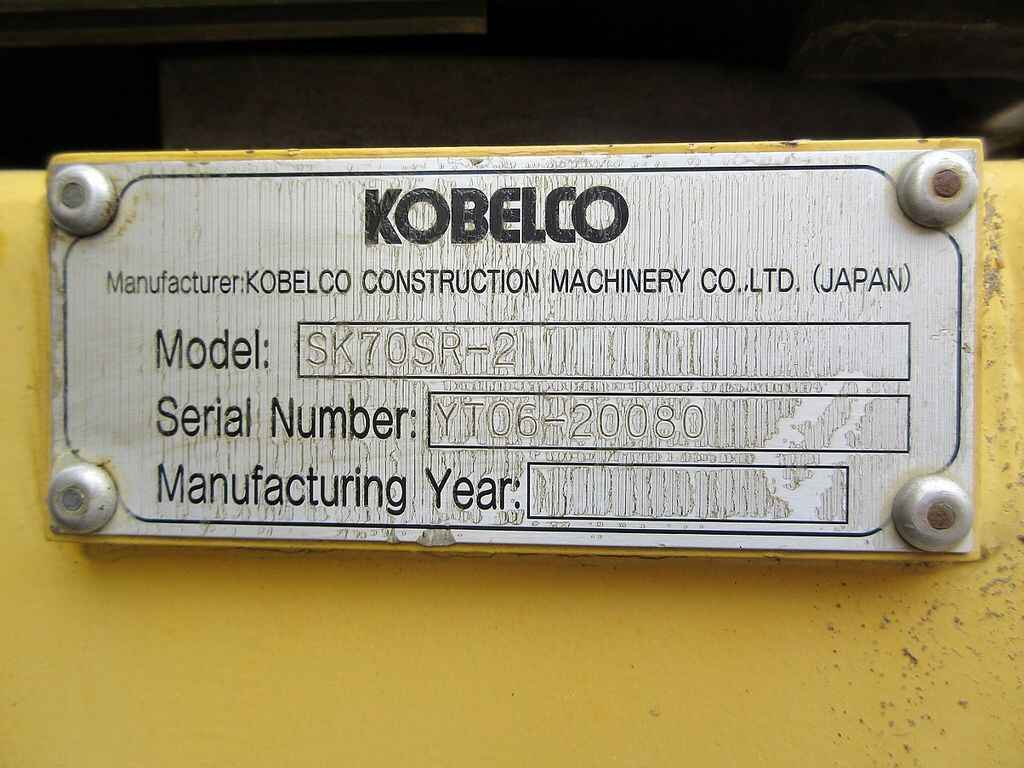 KOBELCO
Manufacturer:KOBELCO CONSTRUCTION MACHINERY CO.,LTD. (JAPAN)
Model: SK70SR-2
Serial Number: YT06-20080
Manufacturing Year: